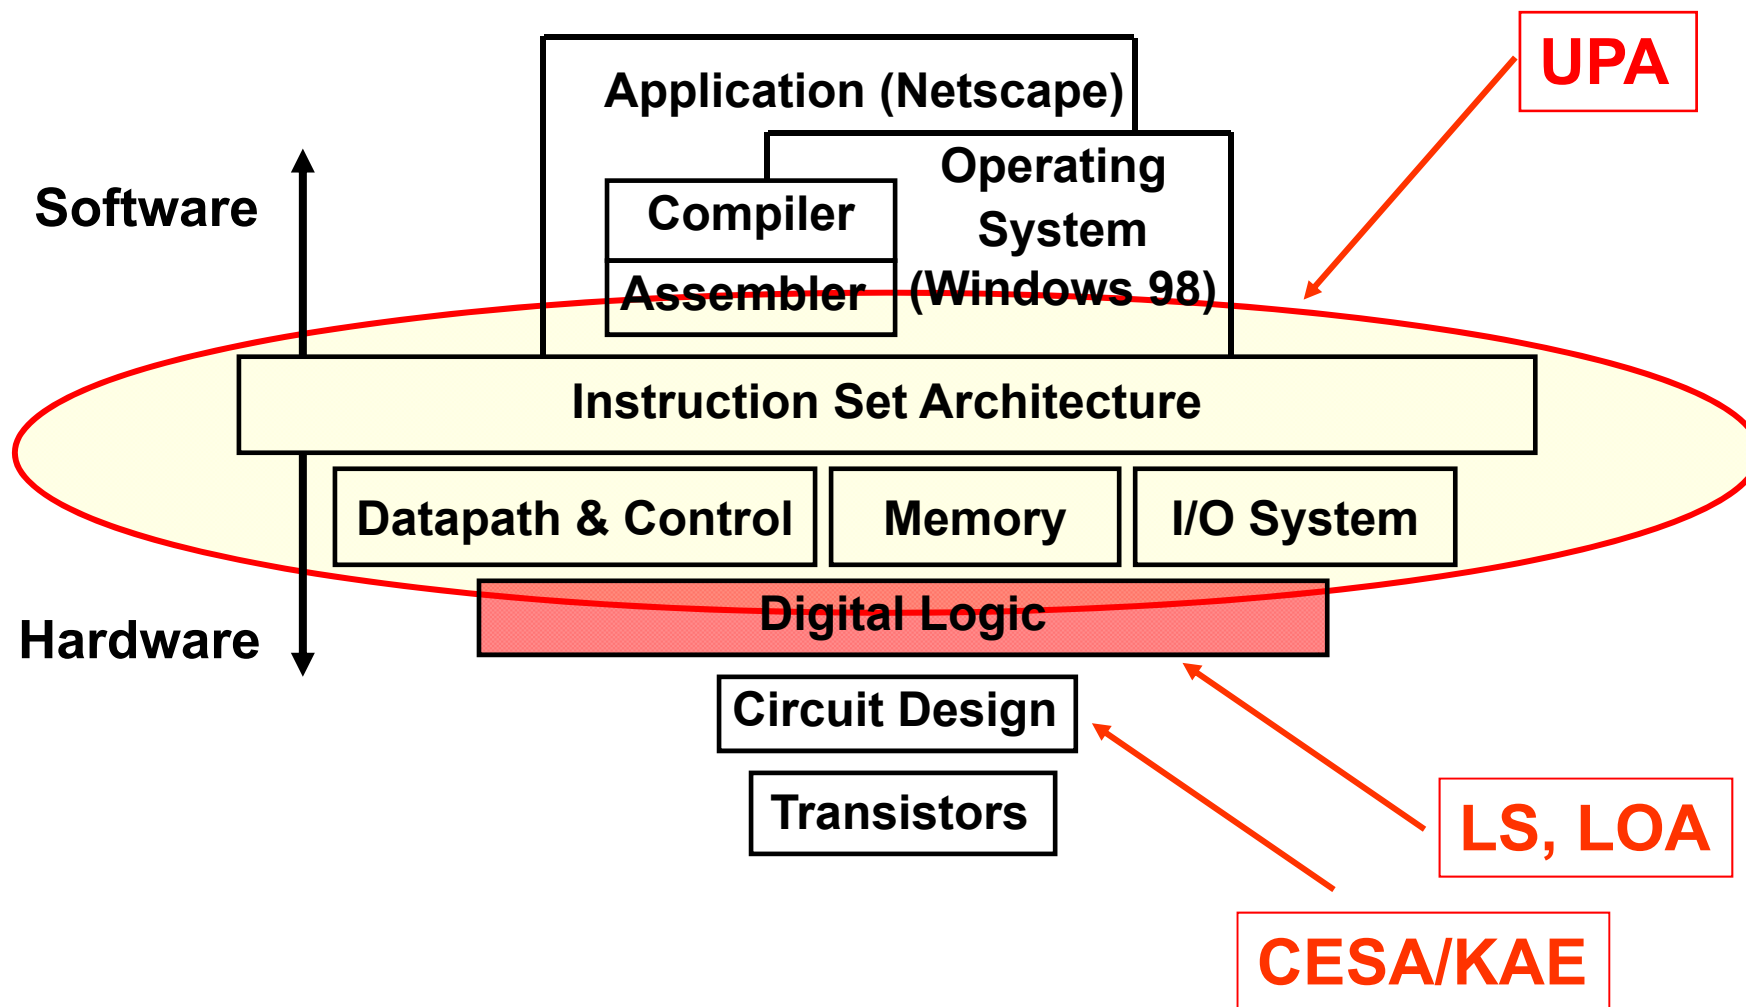 UPA
Application (Netscape)
Operating
System
(Windows 98)
Software
Compiler
Assembler
Instruction Set Architecture
Datapath & Control
Memory
I/O System
Hardware
Digital Logic
Circuit Design
Transistors
LS, LOA
CESA/KAE